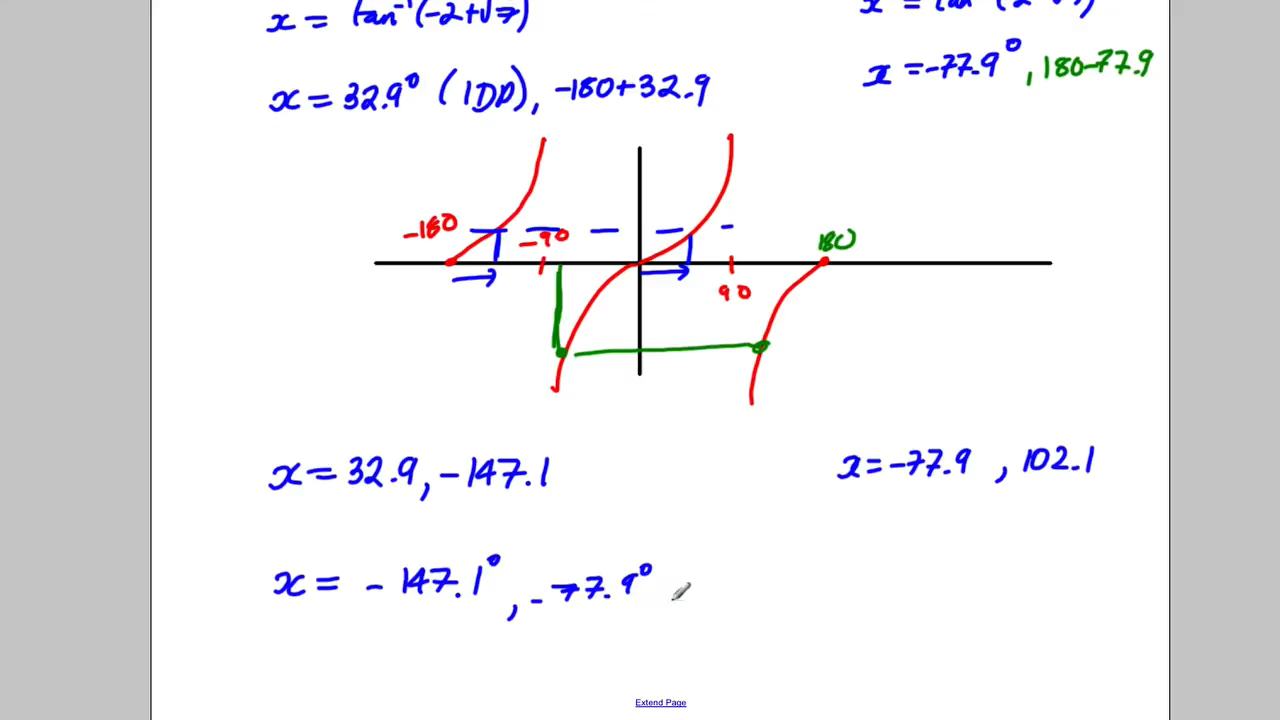 x = tan⁻¹(-2+√7)
x = tan
x = -77.9°, 180-77.9
x = 32.9° (1DP), -180+32.9
-180
-90
180
90
x = 32.9, -147.1
x = -77.9, 102.1
x = -147.1°, -77.9°
Extend Page